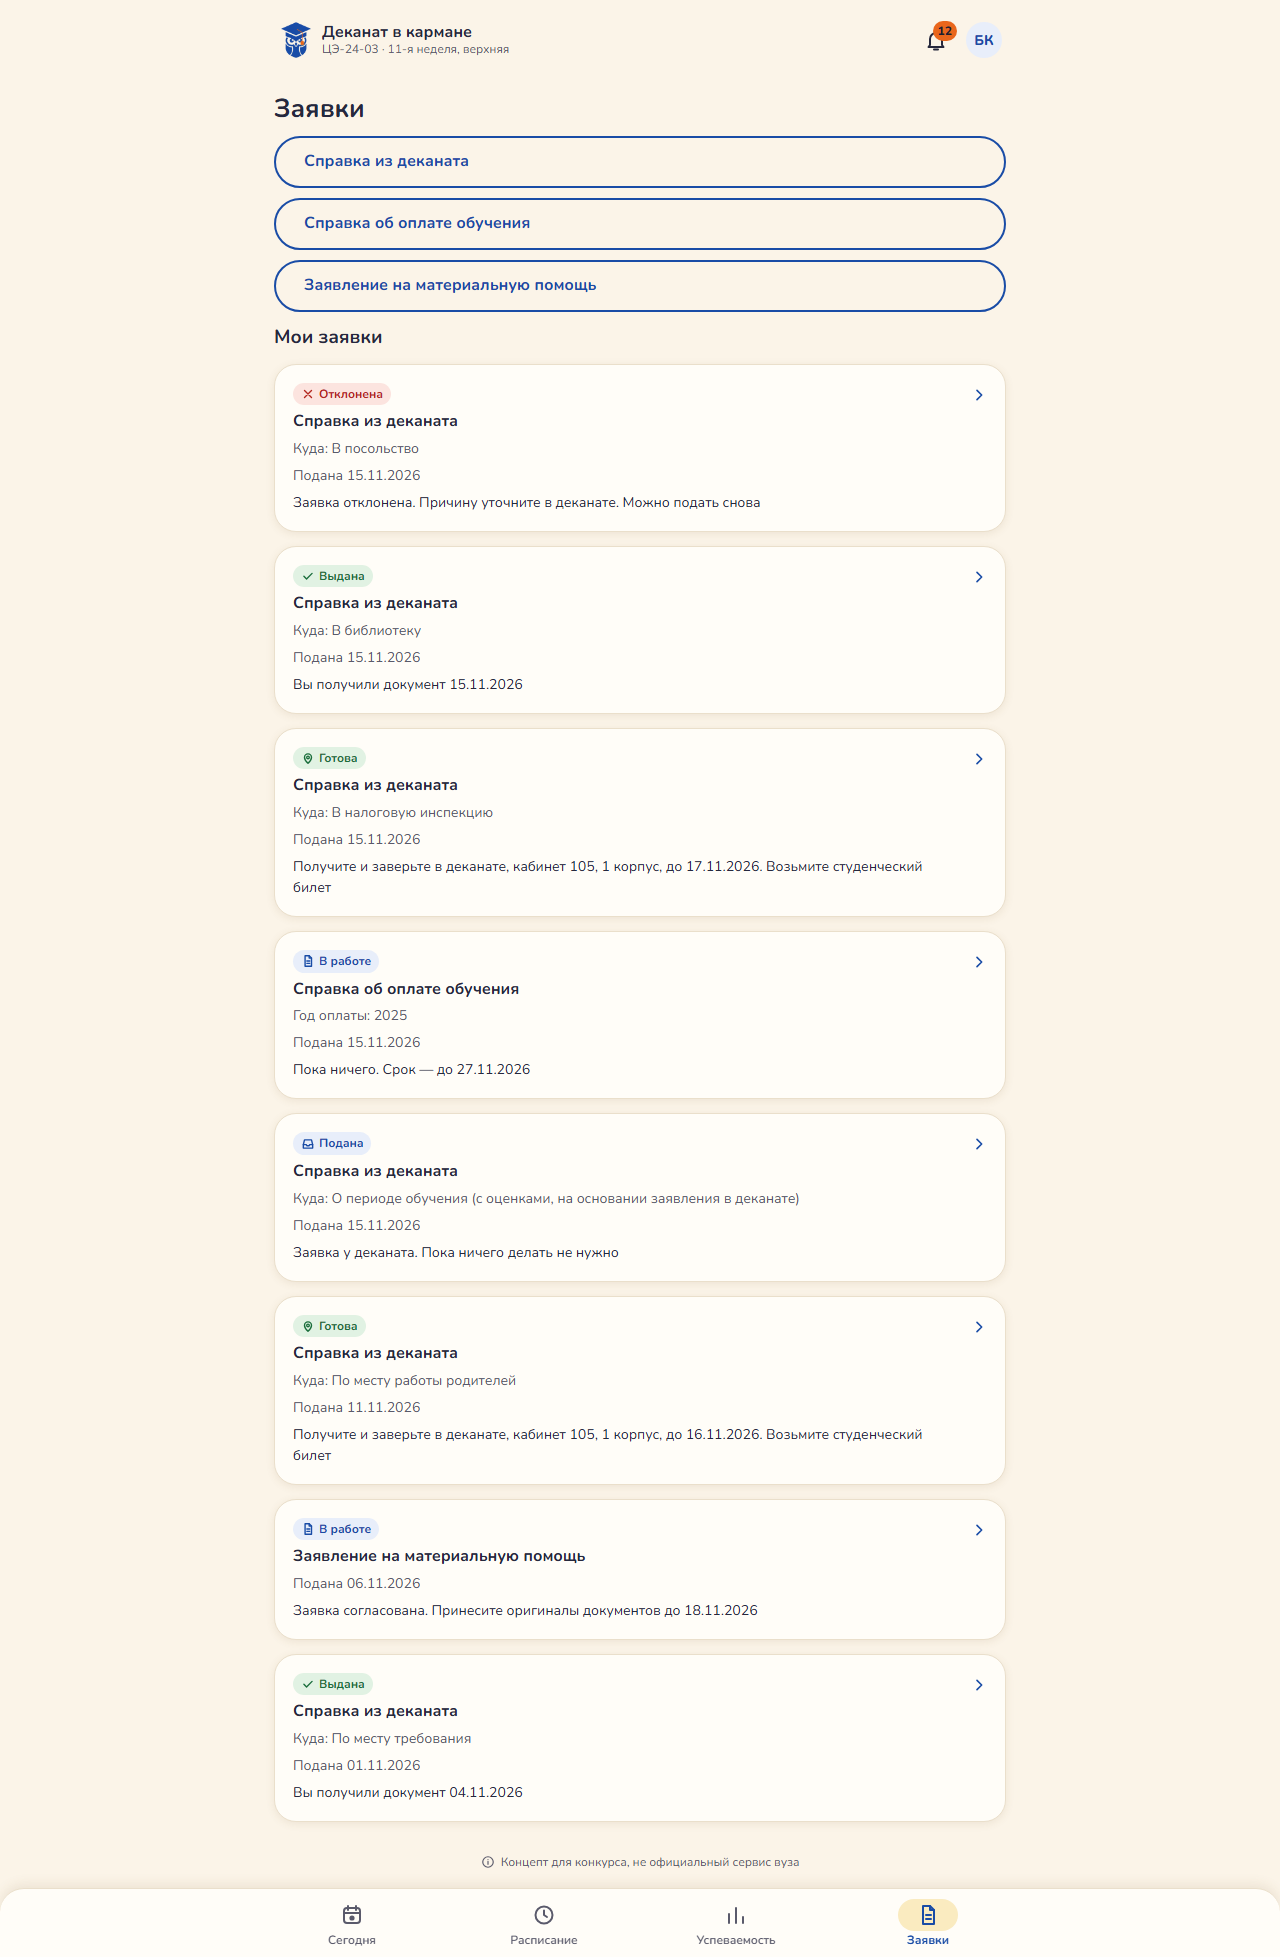 Деканат в кармане
ЦЭ-24-03 · 11-я неделя, верхняя
12
БК
Заявки
Справка из деканата
Справка об оплате обучения
Заявление на материальную помощь
Мои заявки
Отклонена
Справка из деканата
Куда: В посольство
Подана 15.11.2026
Заявка отклонена. Причину уточните в деканате. Можно подать снова
Выдана
Справка из деканата
Куда: В библиотеку
Подана 15.11.2026
Вы получили документ 15.11.2026
Готова
Справка из деканата
Куда: В налоговую инспекцию
Подана 15.11.2026
Получите и заверьте в деканате, кабинет 105, 1 корпус, до 17.11.2026. Возьмите студенческий
билет
В работе
Справка об оплате обучения
Год оплаты: 2025
Подана 15.11.2026
Пока ничего. Срок — до 27.11.2026
Подана
Справка из деканата
Куда: О периоде обучения (с оценками, на основании заявления в деканате)
Подана 15.11.2026
Заявка у деканата. Пока ничего делать не нужно
Готова
Справка из деканата
Куда: По месту работы родителей
Подана 11.11.2026
Получите и заверьте в деканате, кабинет 105, 1 корпус, до 16.11.2026. Возьмите студенческий
билет
В работе
Заявление на материальную помощь
Подана 06.11.2026
Заявка согласована. Принесите оригиналы документов до 18.11.2026
Выдана
Справка из деканата
Куда: По месту требования
Подана 01.11.2026
Вы получили документ 04.11.2026
Концепт для конкурса, не официальный сервис вуза
Сегодня
Расписание
Успеваемость
Заявки